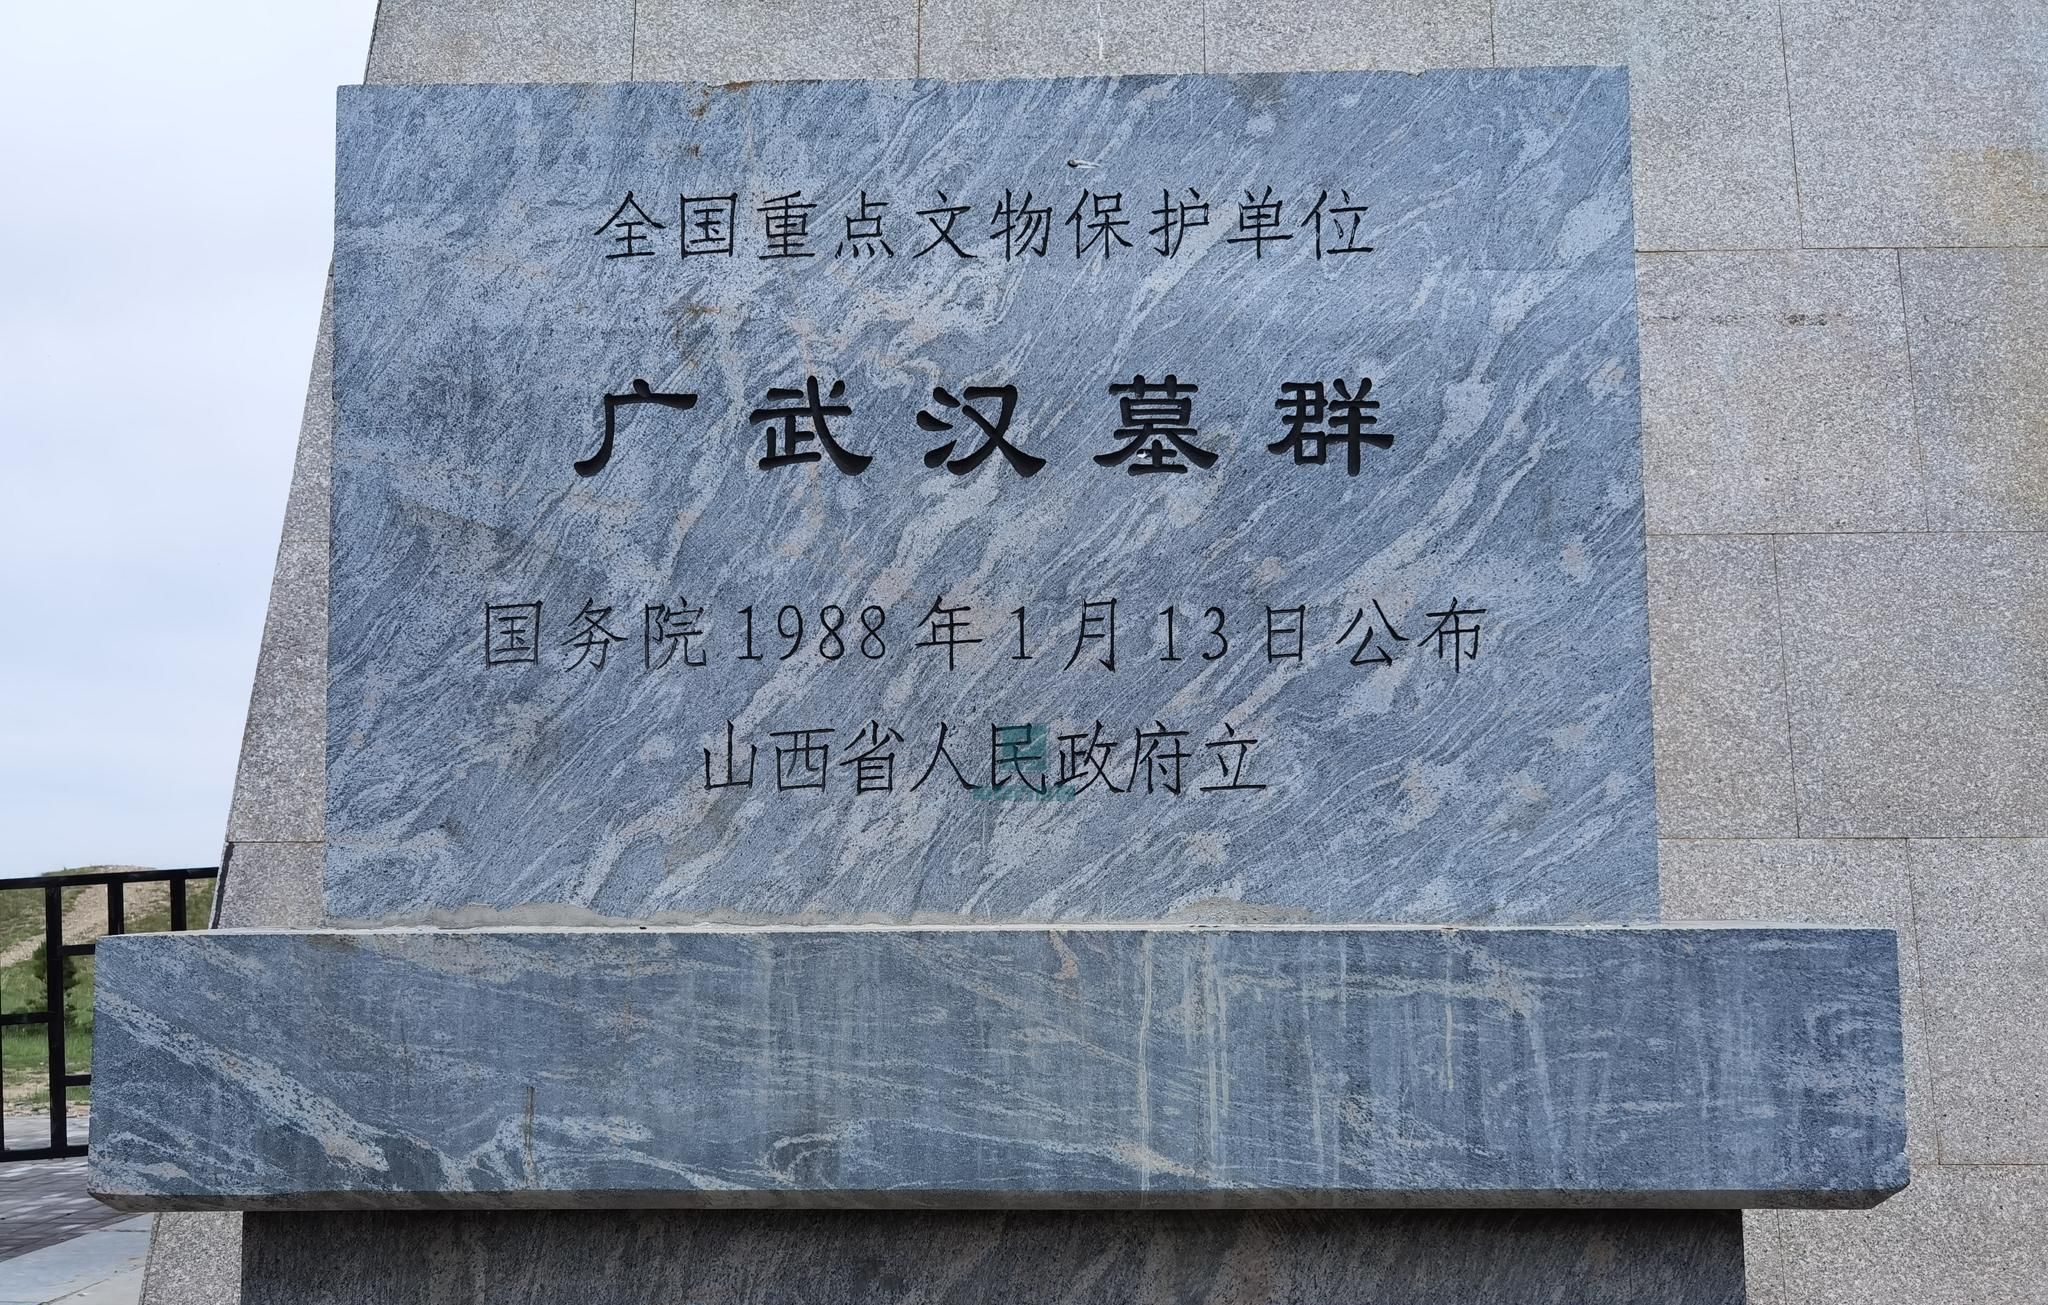 全国重点文物保护单位
广武汉墓群
国务院1988年1月13日公布
山西省人民政府立